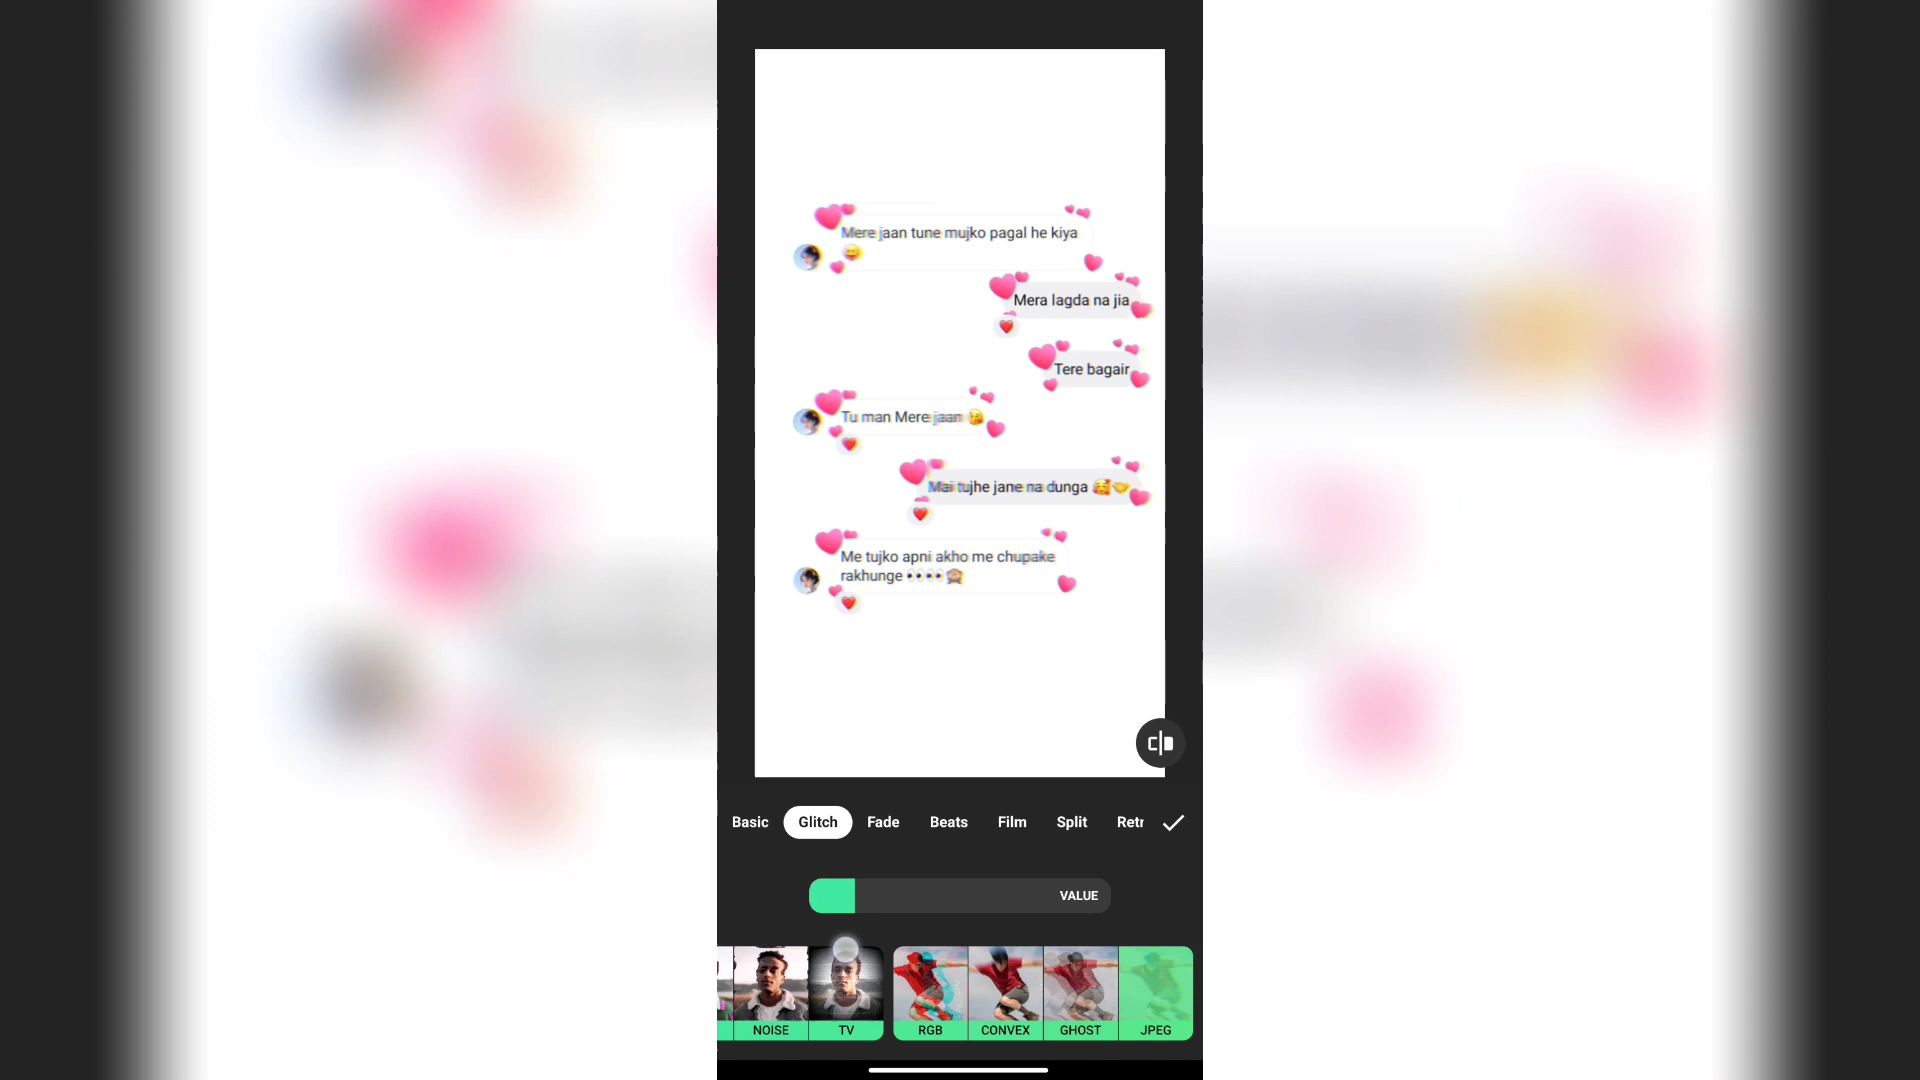 Mere jaan tune mujko pagal he kiya
😝
Mera lagda na jia
Tere bagair
Tu man Mere jaan 😘
Mai tujhe jane na dunga 🥰🤝
Me tujko apni akho me chupake
rakhunge 👀👀🙈
Basic Glitch Fade Beats Film Split Retr
VALUE
NOISE TV RGB CONVEX GHOST JPEG